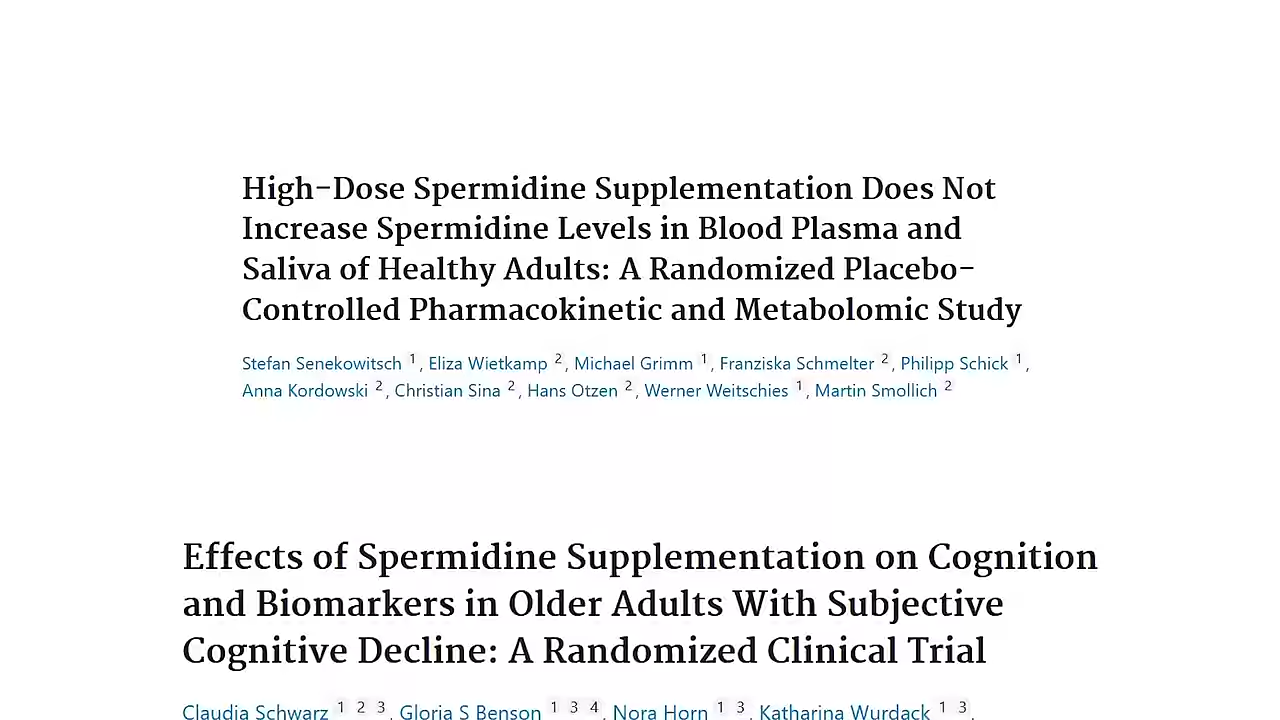 High-Dose Spermidine Supplementation Does Not
Increase Spermidine Levels in Blood Plasma and
Saliva of Healthy Adults: A Randomized Placebo-
Controlled Pharmacokinetic and Metabolomic Study
Stefan Senekowitsch 1, Eliza Wietkamp 2, Michael Grimm 1, Franziska Schmelter 2, Philipp Schick 1,
Anna Kordowski 2, Christian Sina 2, Hans Otzen 2, Werner Weitschies 1, Martin Smollich 2
Effects of Spermidine Supplementation on Cognition
and Biomarkers in Older Adults With Subjective
Cognitive Decline: A Randomized Clinical Trial
Claudia Schwarz 1 2 3, Gloria S Benson 1 3 4, Nora Horn 1 3, Katharina Wurdack 1 3,